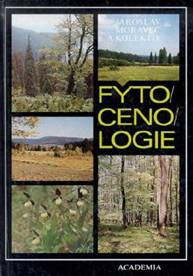 JAROSLAV
MORAVEC
A KOLEKTIV
FYTO/
CENO/
LOGIE
ACADEMIA